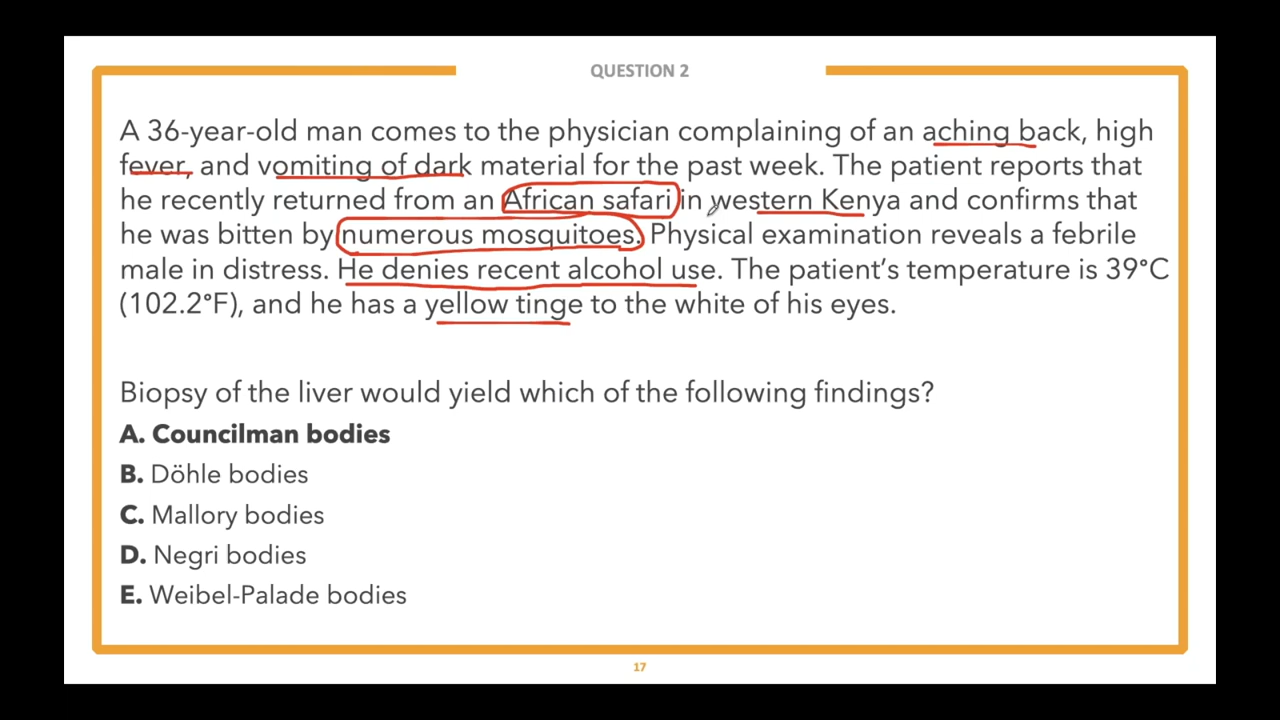 QUESTION 2
A 36-year-old man comes to the physician complaining of an aching back, high
fever, and vomiting of dark material for the past week. The patient reports that
he recently returned from an African safari in western Kenya and confirms that
he was bitten by numerous mosquitoes. Physical examination reveals a febrile
male in distress. He denies recent alcohol use. The patient’s temperature is 39°C
(102.2°F), and he has a yellow tinge to the white of his eyes.
Biopsy of the liver would yield which of the following findings?
A. Councilman bodies
B. Döhle bodies
C. Mallory bodies
D. Negri bodies
E. Weibel-Palade bodies
17